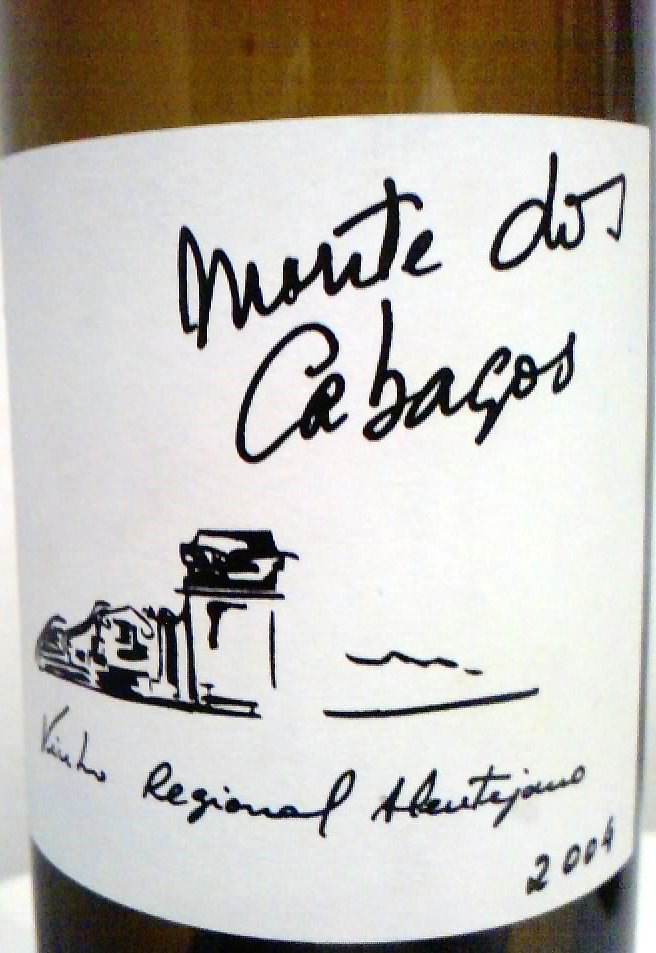 Monte dos
Cabaços
Vinho Regional Alentejano
2004